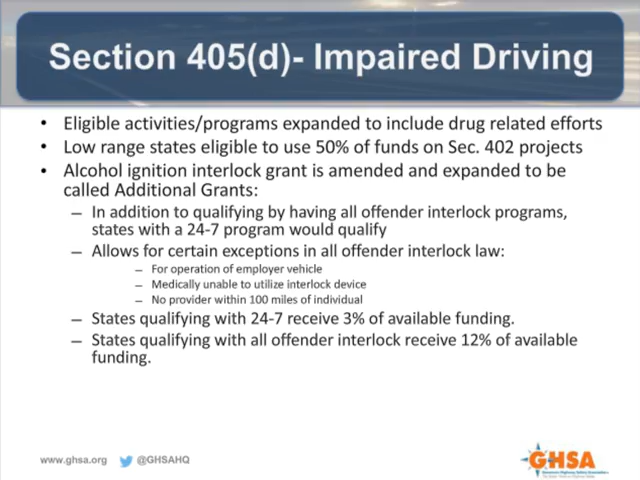 Section 405(d)- Impaired Driving
• Eligible activities/programs expanded to include drug related efforts
• Low range states eligible to use 50% of funds on Sec. 402 projects
• Alcohol ignition interlock grant is amended and expanded to be
called Additional Grants:
– In addition to qualifying by having all offender interlock programs,
states with a 24-7 program would qualify
– Allows for certain exceptions in all offender interlock law:
– For operation of employer vehicle
– Medically unable to utilize interlock device
– No provider within 100 miles of individual
– States qualifying with 24-7 receive 3% of available funding.
– States qualifying with all offender interlock receive 12% of available
funding.
www.ghsa.org @GHSAHQ
GHSA
Governors Highway Safety Association